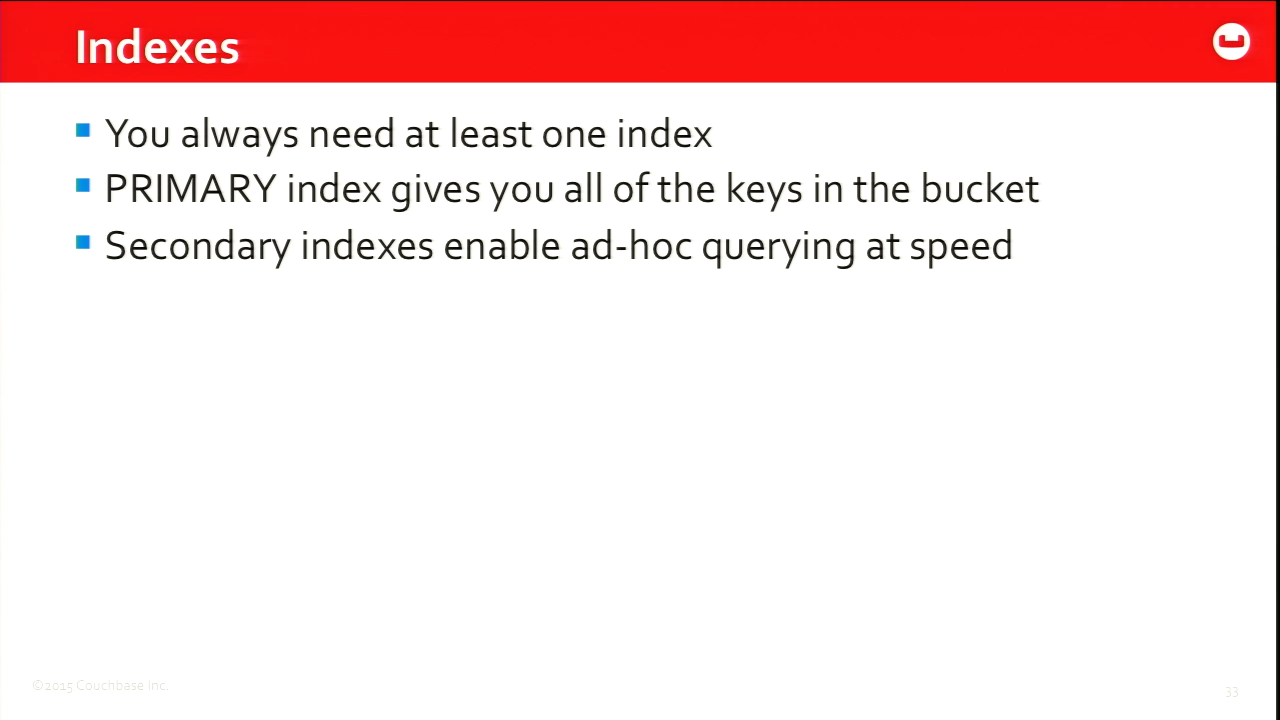 Indexes
You always need at least one index
PRIMARY index gives you all of the keys in the bucket
Secondary indexes enable ad-hoc querying at speed
©2015 Couchbase Inc.
33